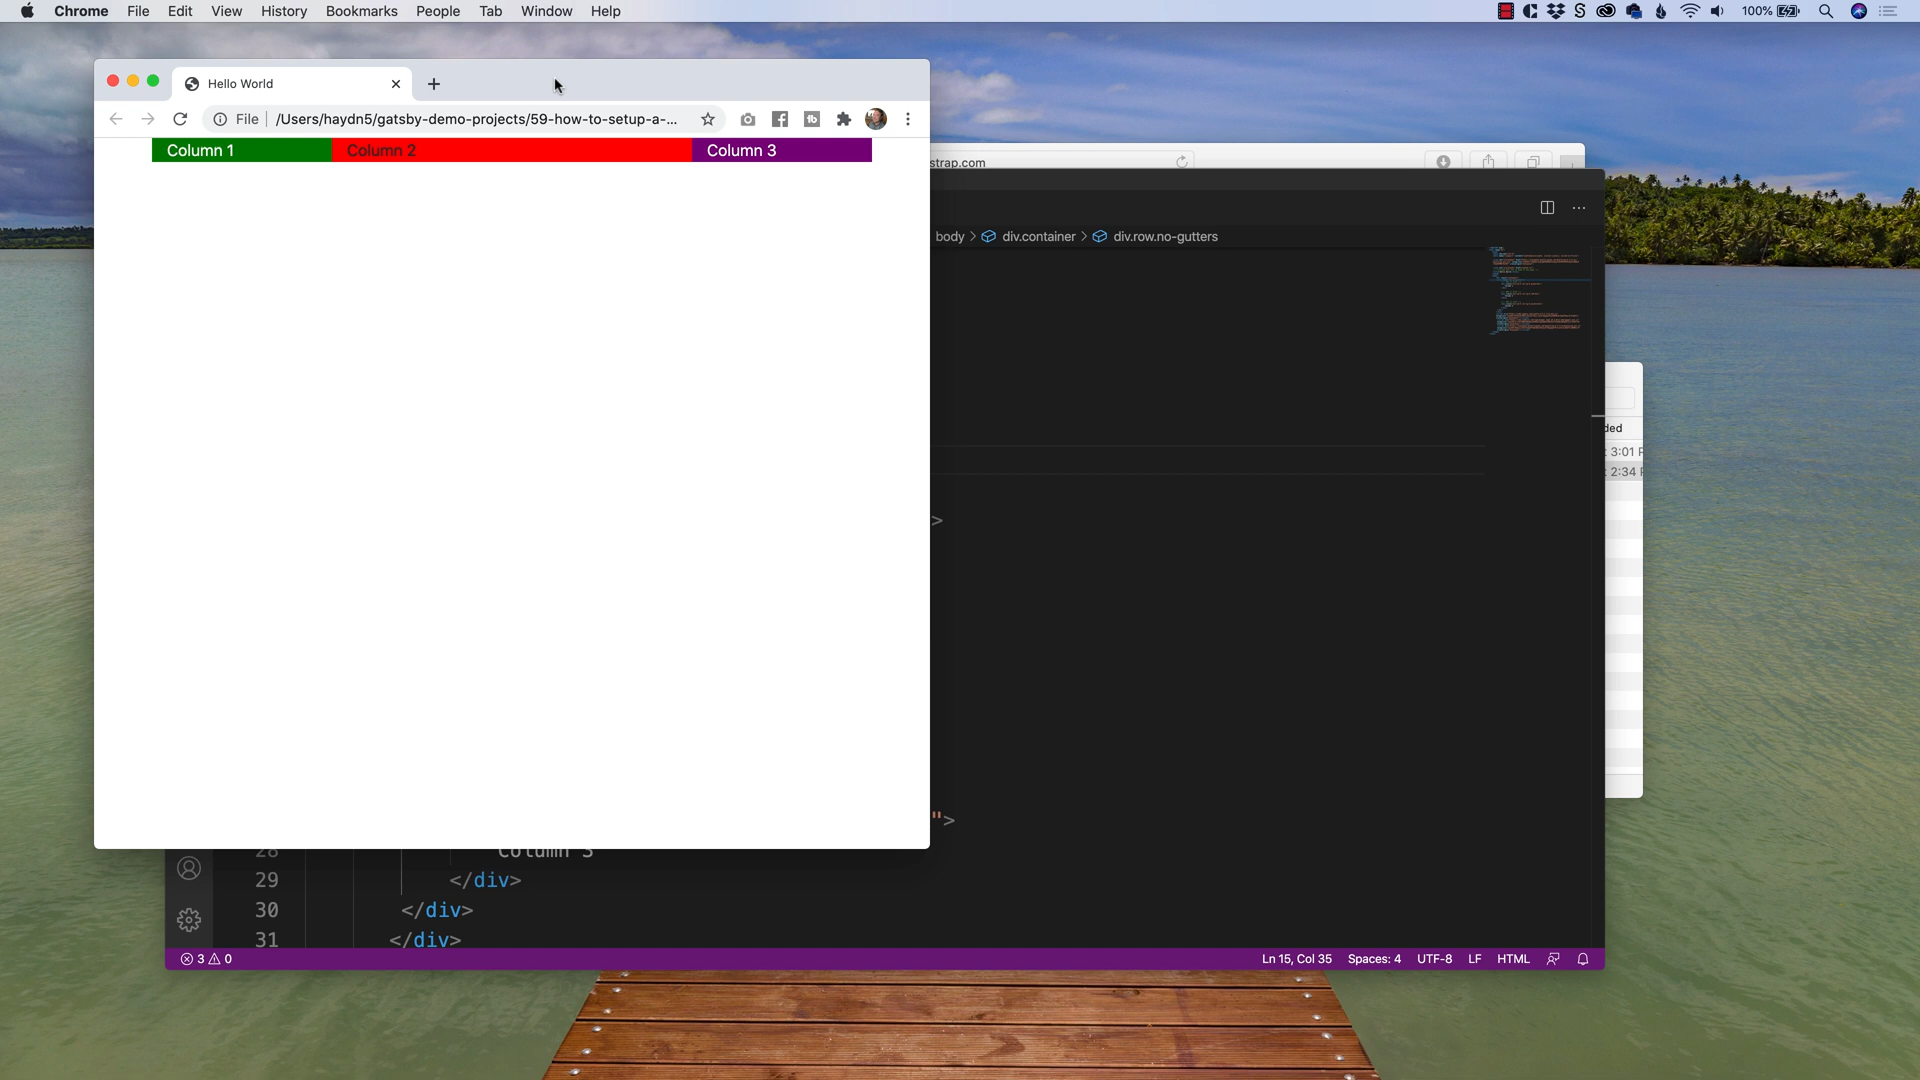 Chrome File Edit View History Bookmarks People Tab Window Help 100%
Hello World
File /Users/haydn5/gatsby-demo-projects/59-how-to-setup-a-...
Column 1 Column 2 Column 3
strap.com
body > div.container > div.row.no-gutters
ded
3:01
2:34
>
">
28 Column 3
29 </div>
30 </div>
31 </div>
3 0 Ln 15, Col 35 Spaces: 4 UTF-8 LF HTML